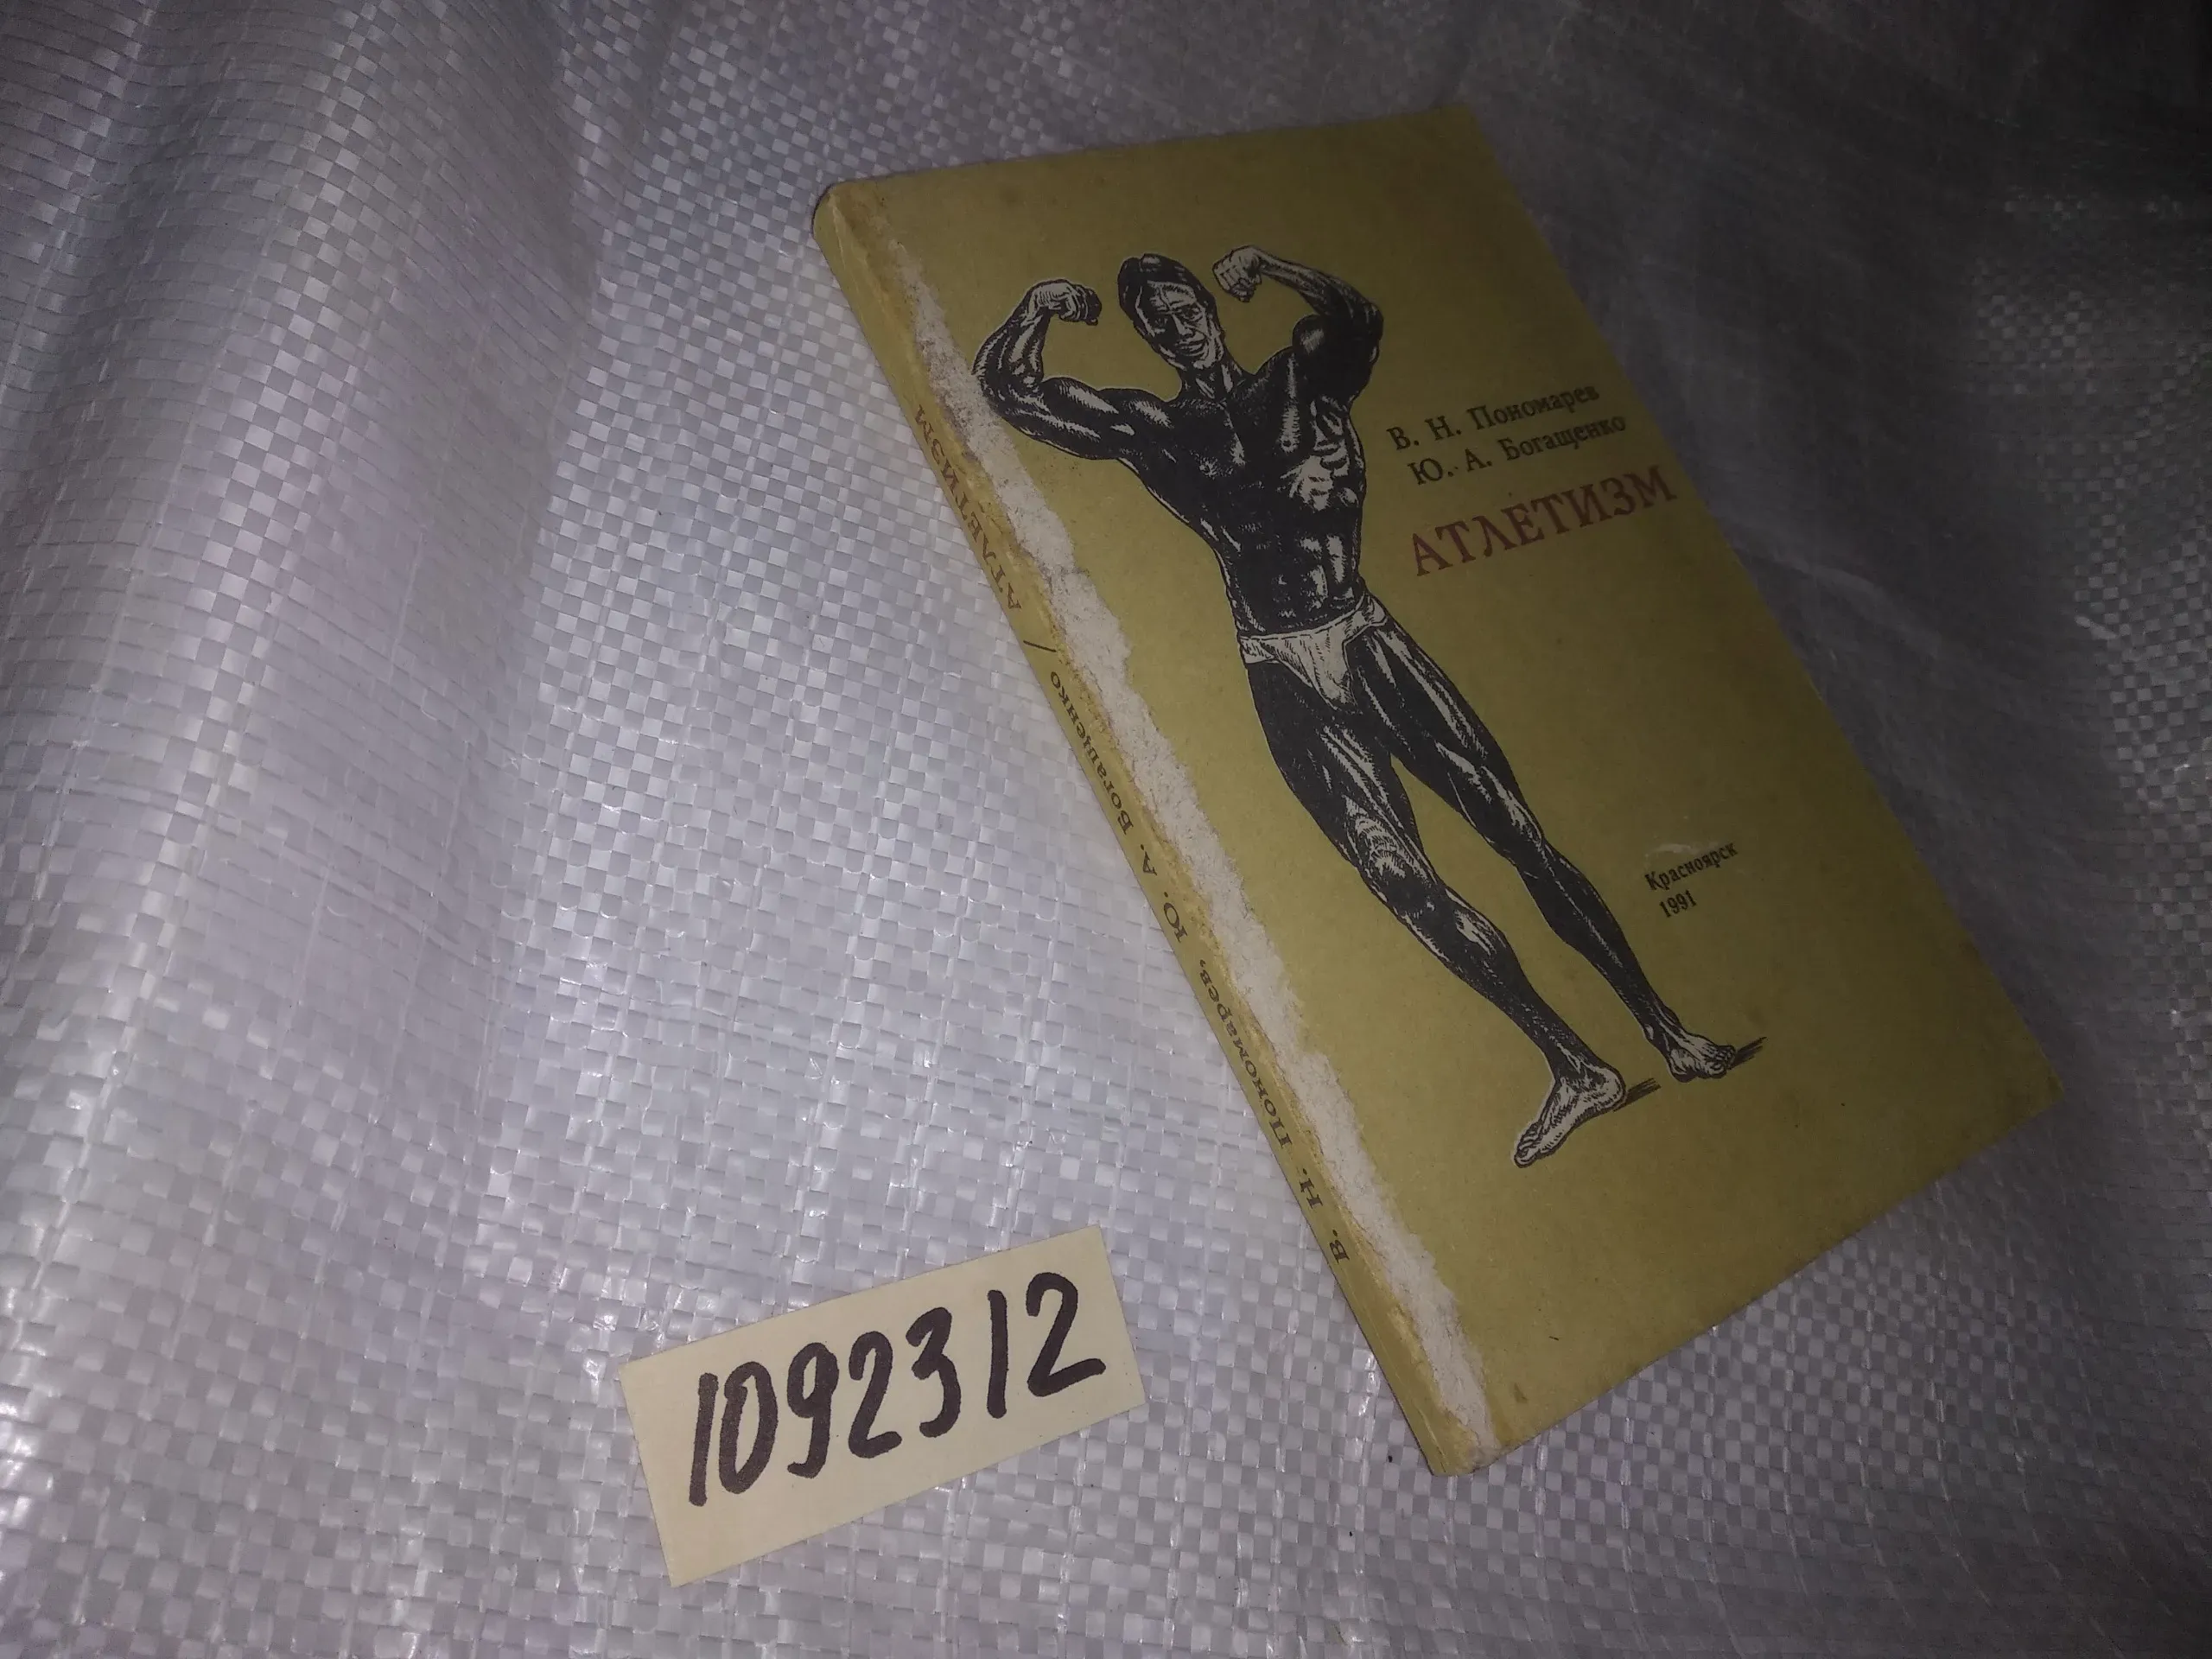 В. Н. Пономарев
Ю. А. Богащенко
АТЛЕТИЗМ
Красноярск
1991
В. Н. Пономарев, Ю. А. Богащенко / АТЛЕТИЗМ
1092312